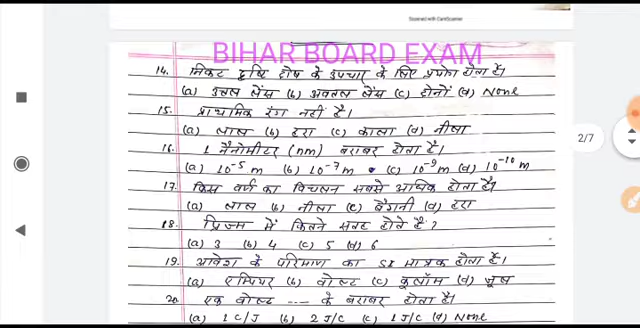 Scanned with CamScanner
BIHAR BOARD EXAM
14. निकट दृष्टि दोष के उपचार के लिए प्रयोग होता है।
(a) उत्तल लेंस (b) अवतल लेंस (c) दोनों (d) None
15. प्राथमिक रंग नहीं है।
(a) लाल (b) हरा (c) काला (d) नीला
16. 1 नैनोमीटर (nm) बराबर होता है।
(a) 10⁻⁵ m (b) 10⁻⁷ m (c) 10⁻⁹ m (d) 10⁻¹⁰ m
17. किस वर्ण का विचलन सबसे अधिक होता है?
(a) लाल (b) नीला (c) बैंगनी (d) हरा
18. प्रिज्म में कितने सतह होते हैं?
(a) 3 (b) 4 (c) 5 (d) 6
19. आवेश के परिमाण का SI मात्रक होता है।
(a) एम्पियर (b) वोल्ट (c) कूलॉम (d) जूल
20. एक वोल्ट ---- के बराबर होता है।
(a) 1 C/J (b) 2 J/C (c) 1 J/C (d) None
2/7